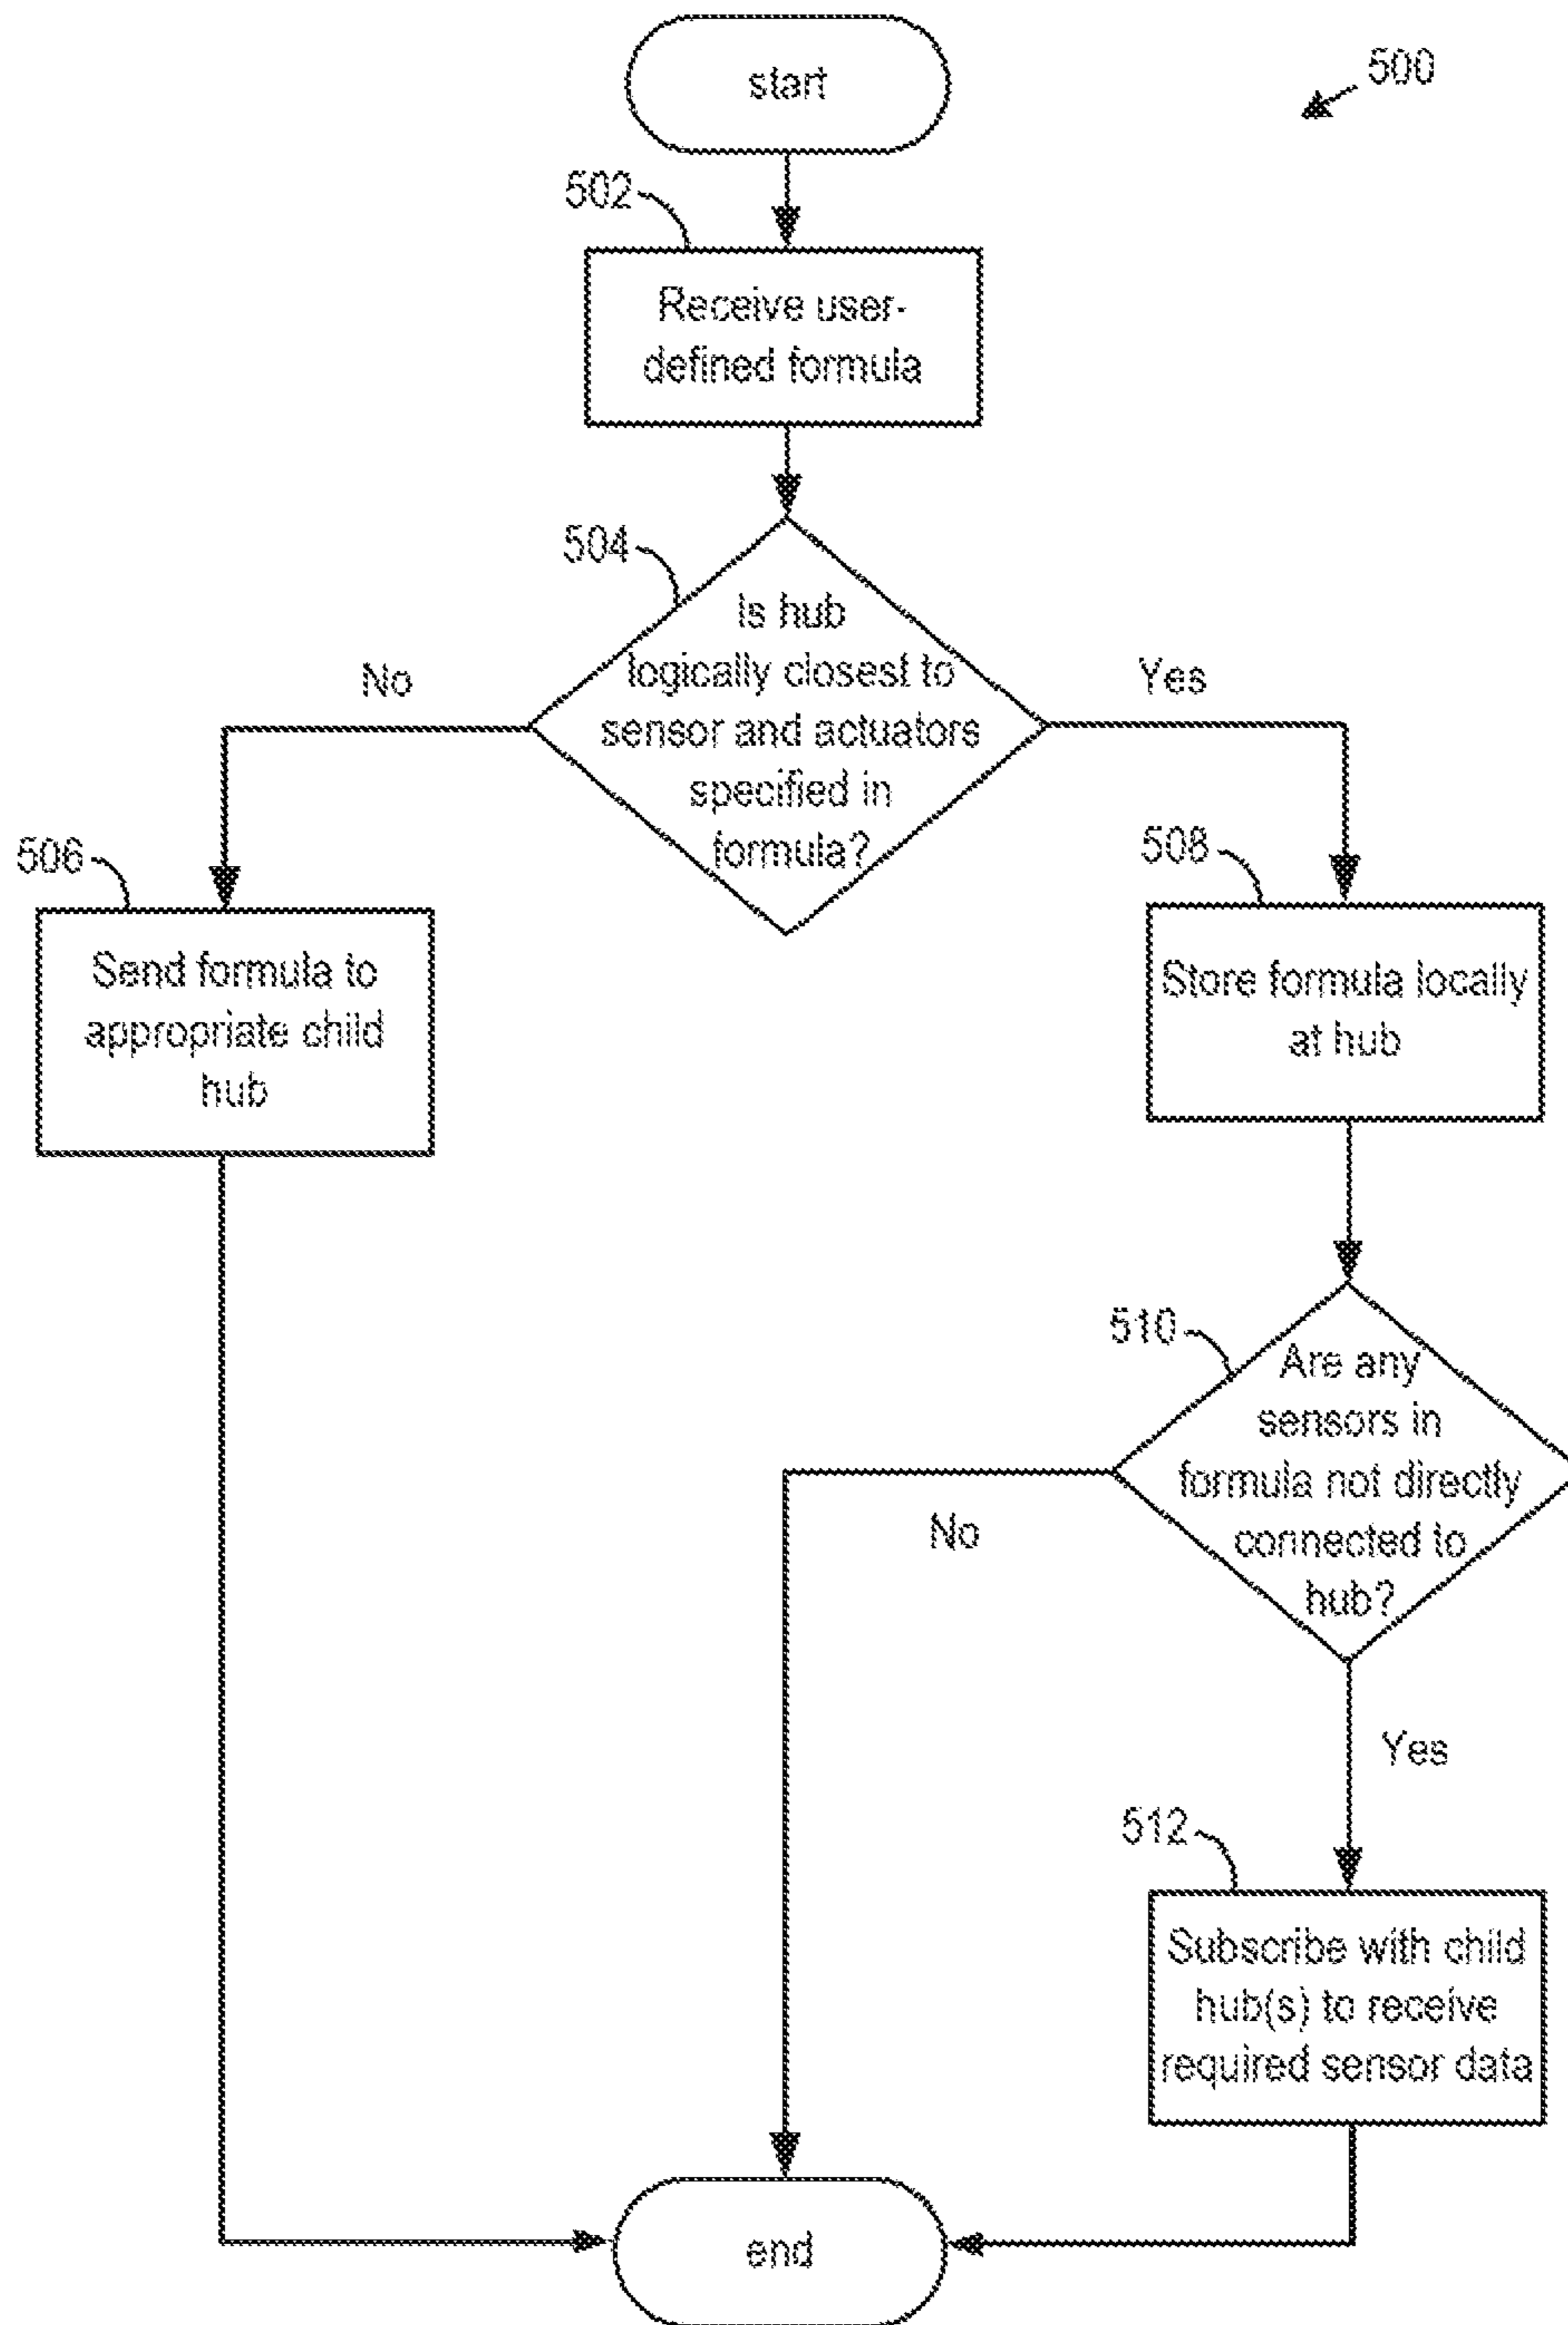 start
500
502
Receive user-
defined formula
504
Is hub
logically closest to
sensor and actuators
specified in
formula?
No
Yes
506
Send formula to
appropriate child
hub
508
Store formula locally
at hub
510
Are any
sensors in
formula not directly
connected to
hub?
No
Yes
512
Subscribe with child
hub(s) to receive
required sensor data
end